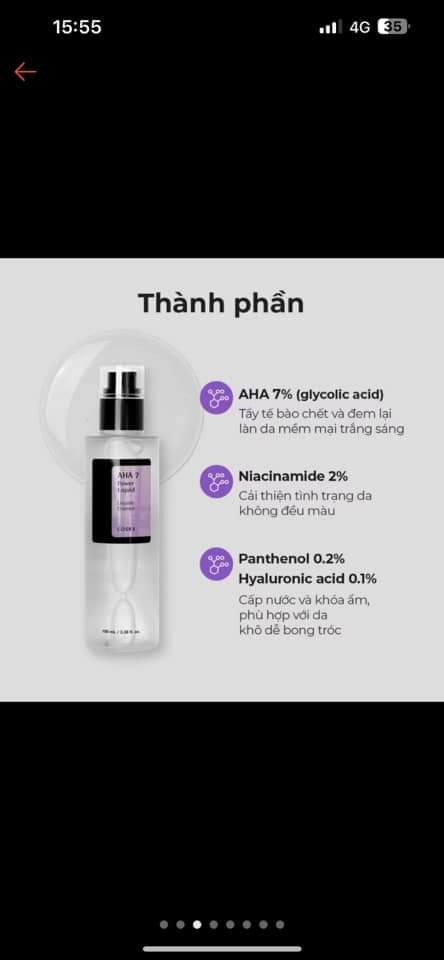 15:55
4G
35
Thành phần
AHA 7% (glycolic acid)
Tẩy tế bào chết và đem lại
làn da mềm mại trắng sáng
Niacinamide 2%
Cải thiện tình trạng da
không đều màu
Panthenol 0.2%
Hyaluronic acid 0.1%
Cấp nước và khóa ẩm,
phù hợp với da
khô dễ bong tróc
AHA 7
Power
Liquid
COSRX